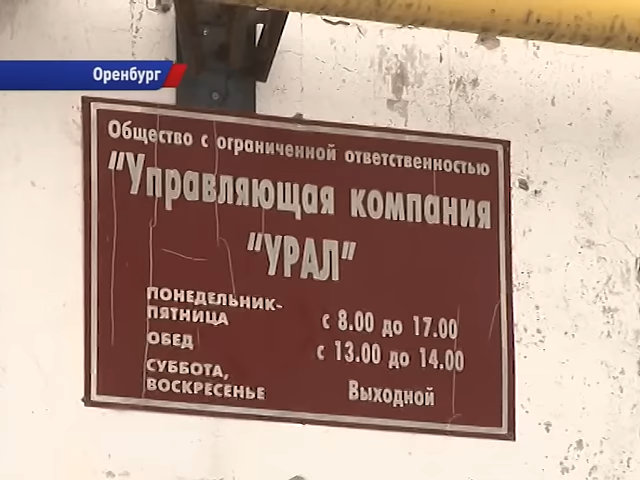 Оренбург
Общество с ограниченной ответственностью
"Управляющая компания
"УРАЛ"
ПОНЕДЕЛЬНИК-
ПЯТНИЦА с 8.00 до 17.00
ОБЕД с 13.00 до 14.00
СУББОТА,
ВОСКРЕСЕНЬЕ Выходной